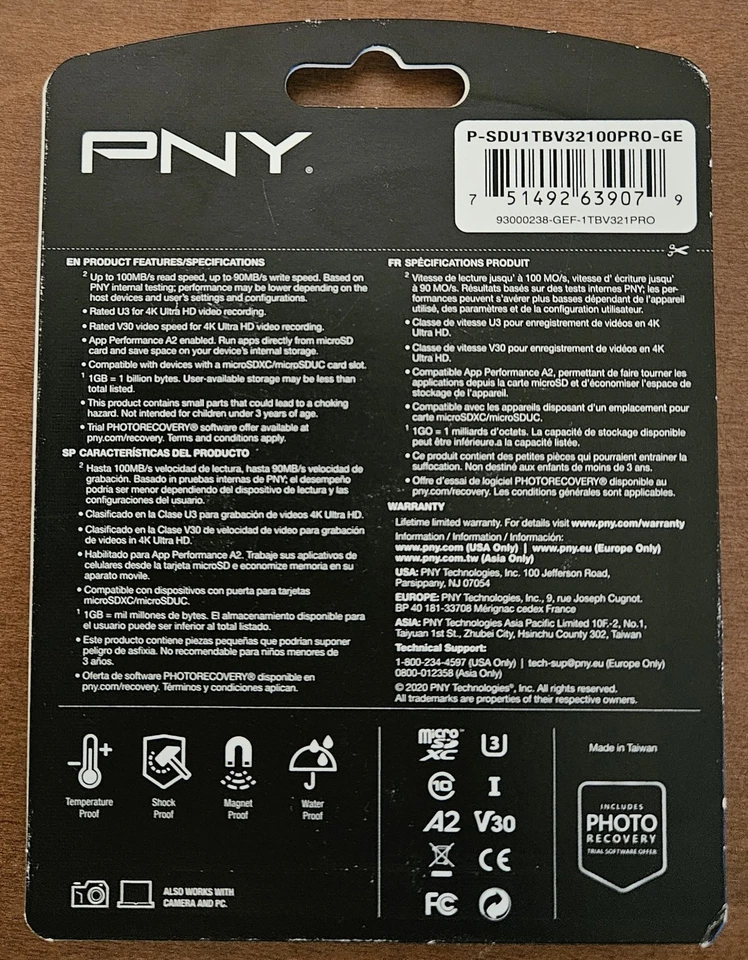 PNY®
P-SDU1TBV32100PRO-GE
7 51492 63907 9
93000238-GEF-1TBV321PRO
EN PRODUCT FEATURES/SPECIFICATIONS
2 Up to 100MB/s read speed, up to 90MB/s write speed. Based on
PNY internal testing; performance may be lower depending on the
host devices and user's settings and configurations.
• Rated U3 for 4K Ultra HD video recording.
• Rated V30 video speed for 4K Ultra HD video recording.
• App Performance A2 enabled. Run apps directly from microSD
card and save space on your device's internal storage.
• Compatible with devices with a microSDXC/microSDUC card slot.
1 1GB = 1 billion bytes. User-available storage may be less than
total listed.
• This product contains small parts that could lead to a choking
hazard. Not intended for children under 3 years of age.
• Trial PHOTORECOVERY® software offer available at
pny.com/recovery. Terms and conditions apply.
SP CARACTERÍSTICAS DEL PRODUCTO
2 Hasta 100MB/s velocidad de lectura, hasta 90MB/s velocidad de
grabación. Basado in pruebas internas de PNY; el desempeño
podría ser menor dependiendo del dispositivo de lectura y las
configuraciones del usuario.
• Clasificado en la Clase U3 para grabación de videos 4K Ultra HD.
• Clasificado en la Clase V30 de velocidad de video para grabación
de videos in 4K Ultra HD.
• Habilitado para App Performance A2. Trabaje sus aplicativos de
celulares desde la tarjeta microSD e economize memoria en su
aparato movile.
• Compatible con dispositivos con puerta para tarjetas
microSDXC/microSDUC.
1 1GB = mil millones de bytes. El almacenamiento disponible para
el usuario puede ser inferior al total listado.
• Este producto contiene piezas pequeñas que podrían suponer
peligro de asfixia. No recomendable para niños menores de
3 años.
• Oferta de software PHOTORECOVERY® disponible en
pny.com/recovery. Términos y condiciones aplican.
FR SPÉCIFICATIONS PRODUIT
2 Vitesse de lecture jusqu' à 100 MO/s, vitesse d' écriture jusqu'
à 90 MO/s. Résultats basés sur des tests internes PNY; les per-
formances peuvent s'avérer plus basses dépendant de l'appareil
utilisé, des paramètres et de la configuration utilisateur.
• Classe de vitesse U3 pour enregistrement de vidéos en 4K
Ultra HD.
• Classe de vitesse V30 pour enregistrement de vidéos en 4K
Ultra HD.
• Compatible App Performance A2, permettant de faire tourner les
applications depuis la carte microSD et d'économiser l'espace de
stockage de l'appareil.
• Compatible avec les appareils disposant d'un emplacement pour
carte microSDXC/microSDUC.
1 1GO = 1 milliards d'octets. La capacité de stockage disponible
peut être inférieure.a la capacité listée.
• Ce produit contient des petites pièces qui pourraient entrainer la
suffocation. Non destiné aux enfants de moins de 3 ans.
• Offre d'essai de logiciel PHOTORECOVERY® disponible au
pny.com/recovery. Les conditions générales sont applicables.
WARRANTY
Lifetime limited warranty. For details visit www.pny.com/warranty
Information / Information / Información:
www.pny.com (USA Only) | www.pny.eu (Europe Only)
www.pny.com.tw (Asia Only)
USA: PNY Technologies, Inc. 100 Jefferson Road,
Parsippany, NJ 07054
EUROPE: PNY Technologies, Inc., 9, rue Joseph Cugnot.
BP 40 181-33708 Mérignac cedex France
ASIA: PNY Technologies Asia Pacific Limited 10F.-2, No.1,
Taiyuan 1st St., Zhubei City, Hsinchu County 302, Taiwan
Technical Support:
1-800-234-4597 (USA Only) | tech-sup@pny.eu (Europe Only)
0800-012358 (Asia Only)
© 2020 PNY Technologies®, Inc. All rights reserved.
All trademarks are properties of their respective owners.
Temperature
Proof
Shock
Proof
Magnet
Proof
Water
Proof
ALSO WORKS WITH
CAMERA AND PC.
micro SD XC
3
10
I
A2
V30
CE
FC
Made in Taiwan
INCLUDES
PHOTO
RECOVERY
TRIAL SOFTWARE OFFER